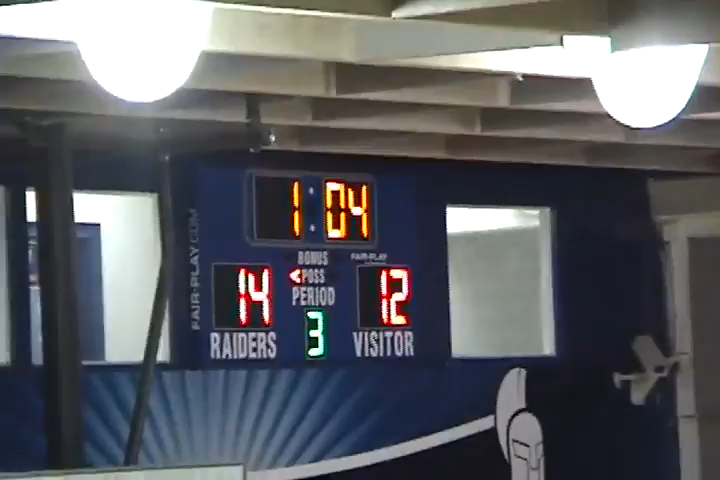 FAIR-PLAY.COM
1:04
BONUS
FAIR-PLAY
14 <POSS 12
PERIOD
3
RAIDERS VISITOR